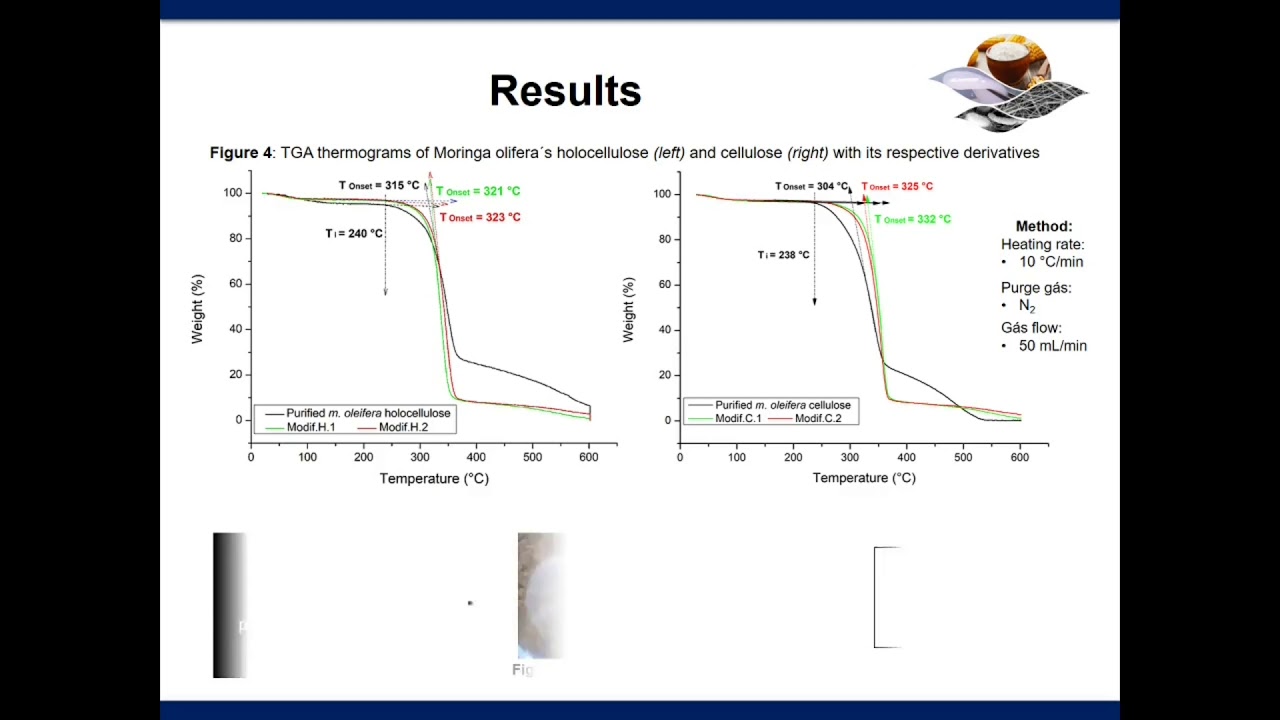 Results
Figure 4: TGA thermograms of Moringa olifera´s holocellulose (left) and cellulose (right) with its respective derivatives
T Onset = 315 °C
T Onset = 321 °C
T Onset = 323 °C
T i = 240 °C
100
80
60
40
20
0
Weight (%)
Purified m. oleifera holocellulose
Modif.H.1
Modif.H.2
0 100 200 300 400 500 600
Temperature (°C)
T Onset = 304 °C
T Onset = 325 °C
T Onset = 332 °C
T i = 238 °C
100
80
60
40
20
0
Weight (%)
Purified m. oleifera cellulose
Modif.C.1
Modif.C.2
0 100 200 300 400 500 600
Temperature (°C)
Method:
Heating rate:
• 10 °C/min
Purge gás:
• N2
Gás flow:
• 50 mL/min
p
Fig